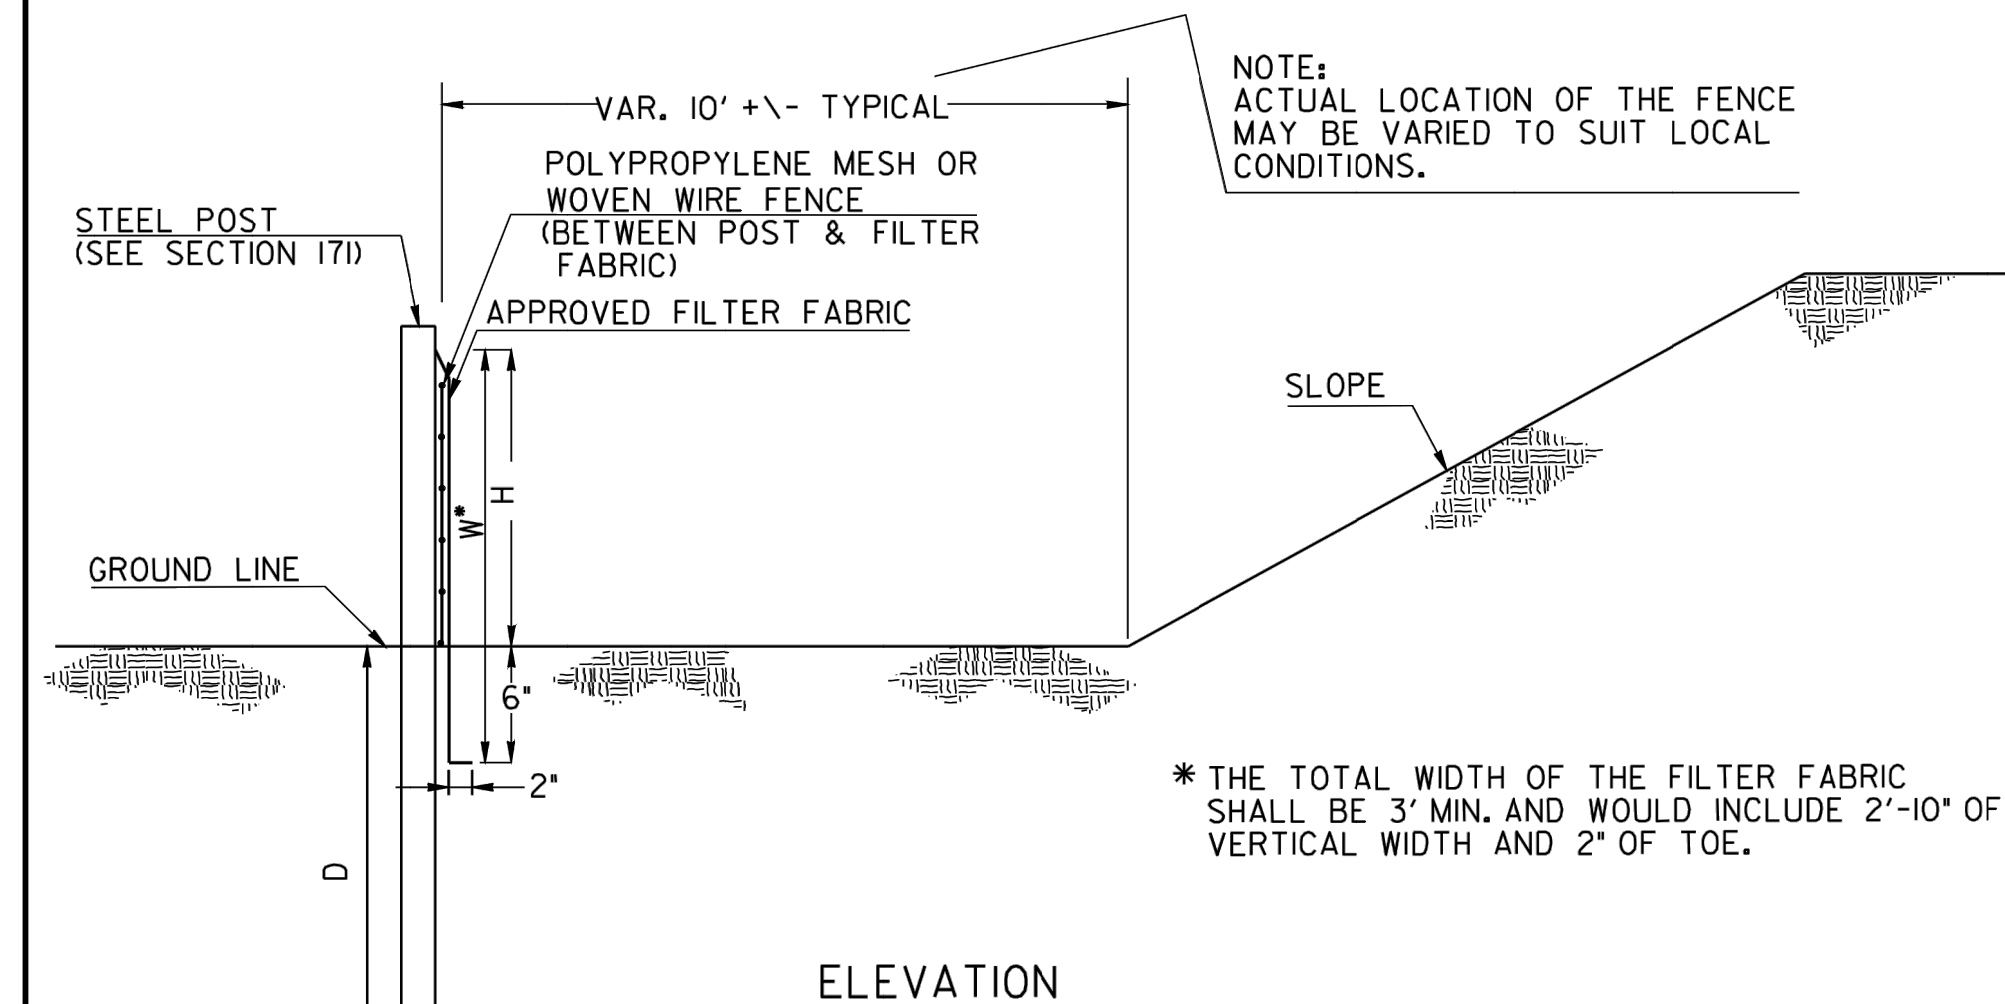 NOTE:
ACTUAL LOCATION OF THE FENCE
MAY BE VARIED TO SUIT LOCAL
CONDITIONS.
VAR. 10' +\- TYPICAL
POLYPROPYLENE MESH OR
WOVEN WIRE FENCE
(BETWEEN POST & FILTER
FABRIC)
STEEL POST
(SEE SECTION 171)
APPROVED FILTER FABRIC
SLOPE
H
W*
GROUND LINE
6"
2"
* THE TOTAL WIDTH OF THE FILTER FABRIC
SHALL BE 3' MIN. AND WOULD INCLUDE 2'-10" OF
VERTICAL WIDTH AND 2" OF TOE.
D
ELEVATION